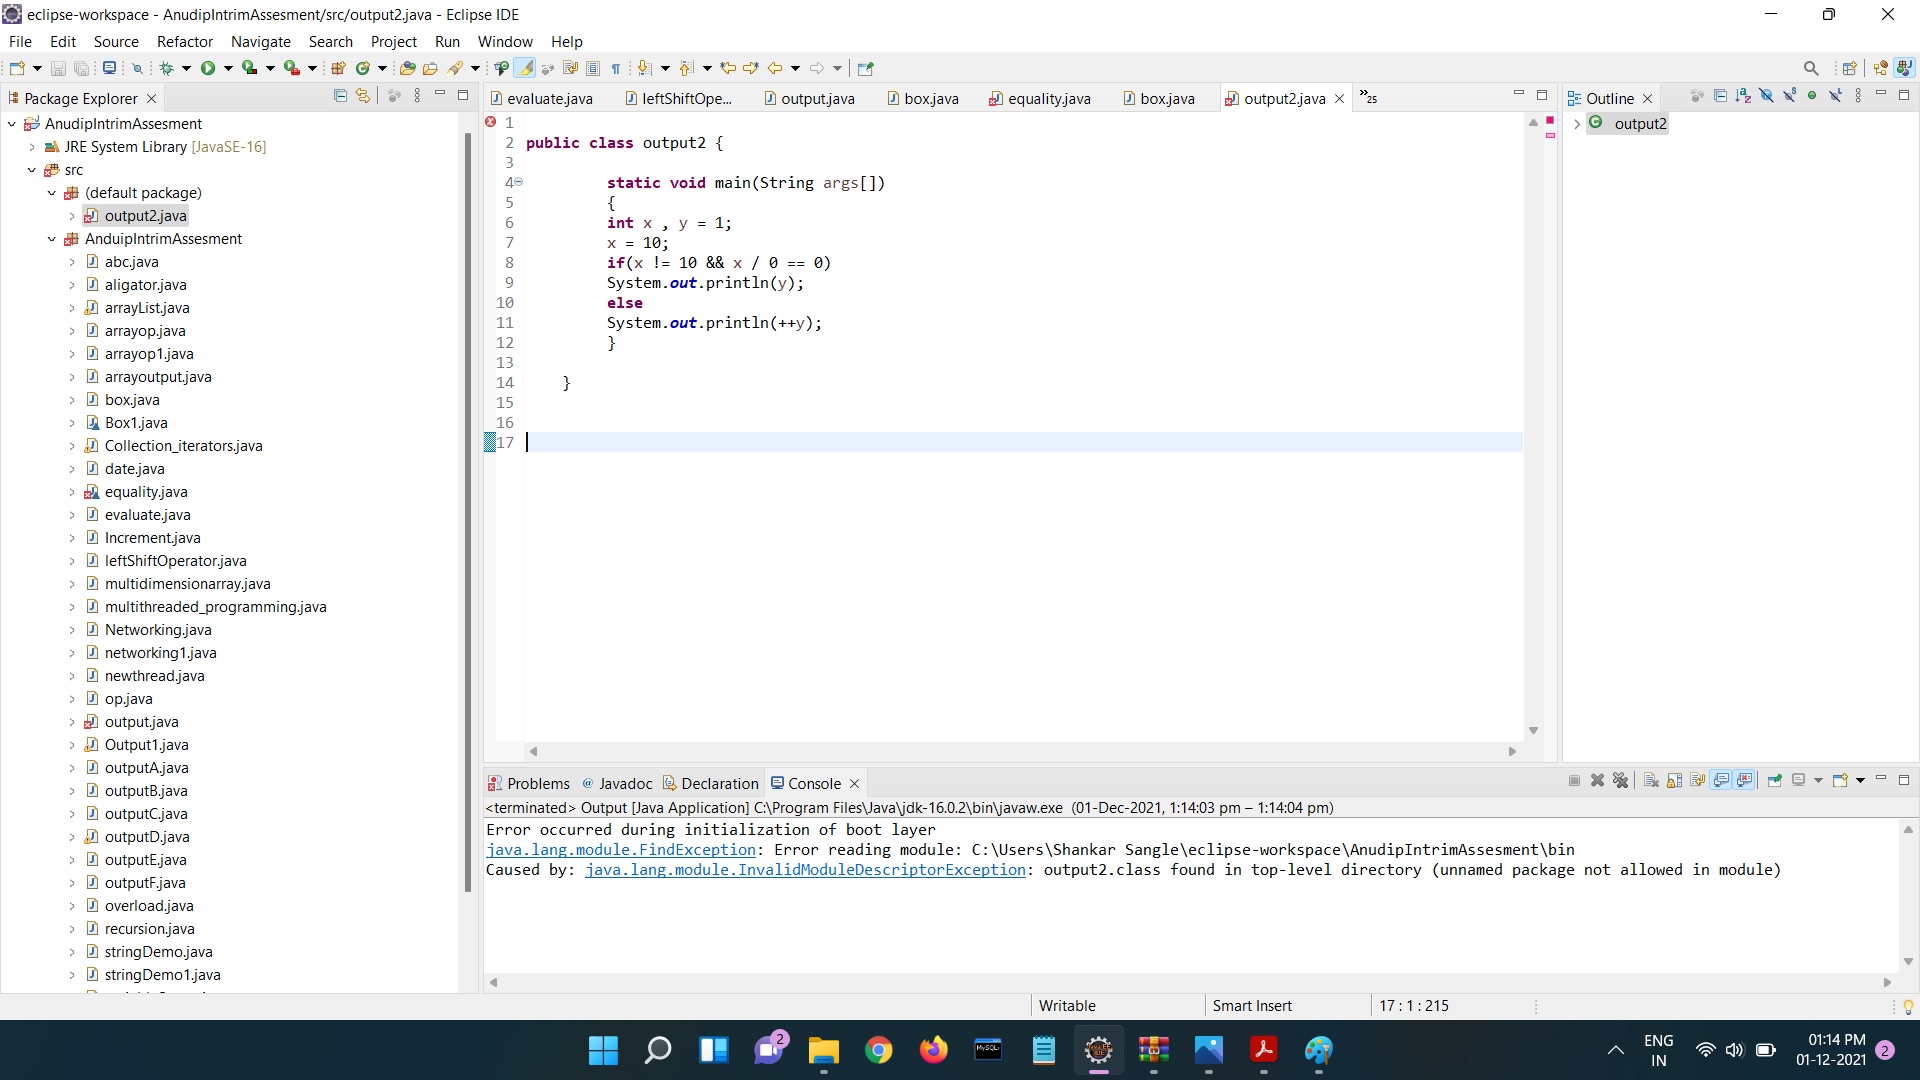 eclipse-workspace - AnudipIntrimAssesment/src/output2.java - Eclipse IDE
File Edit Source Refactor Navigate Search Project Run Window Help
Package Explorer
AnudipIntrimAssesment
JRE System Library [JavaSE-16]
src
(default package)
output2.java
AnduipIntrimAssesment
abc.java
aligator.java
arrayList.java
arrayop.java
arrayop1.java
arrayoutput.java
box.java
Box1.java
Collection_iterators.java
date.java
equality.java
evaluate.java
Increment.java
leftShiftOperator.java
multidimensionarray.java
multithreaded_programming.java
Networking.java
networking1.java
newthread.java
op.java
output.java
Output1.java
outputA.java
outputB.java
outputC.java
outputD.java
outputE.java
outputF.java
overload.java
recursion.java
stringDemo.java
stringDemo1.java
evaluate.java leftShiftOpe... output.java box.java equality.java box.java output2.java »25
1
2 public class output2 {
3
4 static void main(String args[])
5 {
6 int x , y = 1;
7 x = 10;
8 if(x != 10 && x / 0 == 0)
9 System.out.println(y);
10 else
11 System.out.println(++y);
12 }
13
14 }
15
16
17
Outline
output2
Problems @ Javadoc Declaration Console
<terminated> Output [Java Application] C:\Program Files\Java\jdk-16.0.2\bin\javaw.exe (01-Dec-2021, 1:14:03 pm – 1:14:04 pm)
Error occurred during initialization of boot layer
java.lang.module.FindException: Error reading module: C:\Users\Shankar Sangle\eclipse-workspace\AnudipIntrimAssesment\bin
Caused by: java.lang.module.InvalidModuleDescriptorException: output2.class found in top-level directory (unnamed package not allowed in module)
Writable Smart Insert 17 : 1 : 215
2
MySQL
ENG
IN
01:14 PM
01-12-2021
2